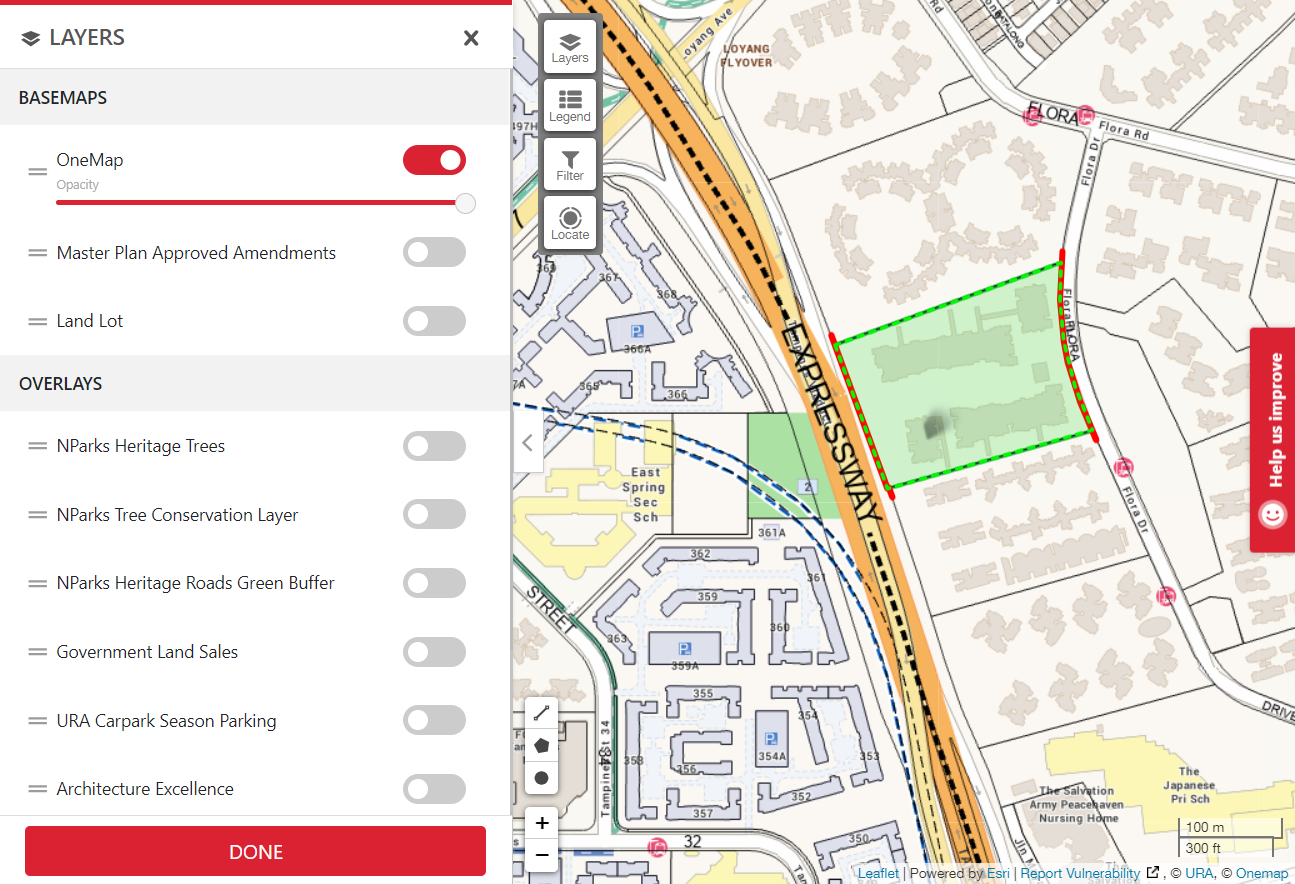 LAYERS
BASEMAPS
OneMap
Opacity
Master Plan Approved Amendments
Land Lot
OVERLAYS
NParks Heritage Trees
NParks Tree Conservation Layer
NParks Heritage Roads Green Buffer
Government Land Sales
URA Carpark Season Parking
Architecture Excellence
DONE
Layers
Legend
Filter
Locate
Loyang Ave
LOYANG
FLYOVER
Rd
FLORA
Flora Rd
Flora Dr
397H
369
367
368
P
366A
365
366
7A
EXPRESSWAY
FLORA
East
Spring
Sec
Sch
2
361A
362
361
359
360
363
P
359A
STREET
355
354
P
354A
353
358
356
352
357
Tampines St 34
34
32
350
Flora Dr
DRIVE
The
Japanese
Pri Sch
The Salvation
Army Peacehaven
Nursing Home
Jln
Help us improve
+
−
100 m
300 ft
Leaflet | Powered by Esri | Report Vulnerability , © URA, © Onemap